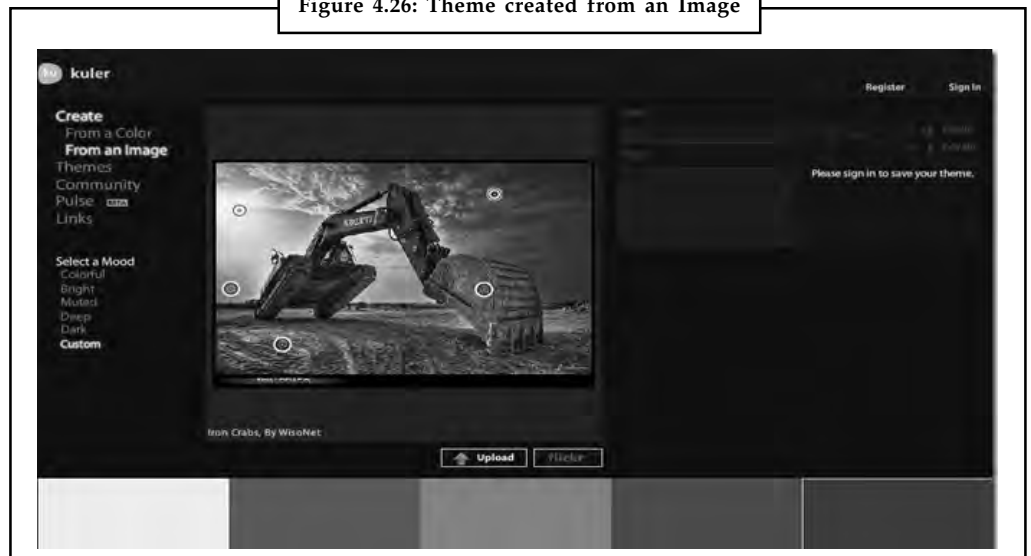 Figure 4.26: Theme created from an Image
ku kuler
Register Sign In
Create
From a Color
From an Image
Themes
Community
Pulse
Links
Please sign in to save your theme.
Select a Mood
Colorful
Bright
Muted
Deep
Dark
Custom
Iron Crabs, By WisoNet
Upload Flickr